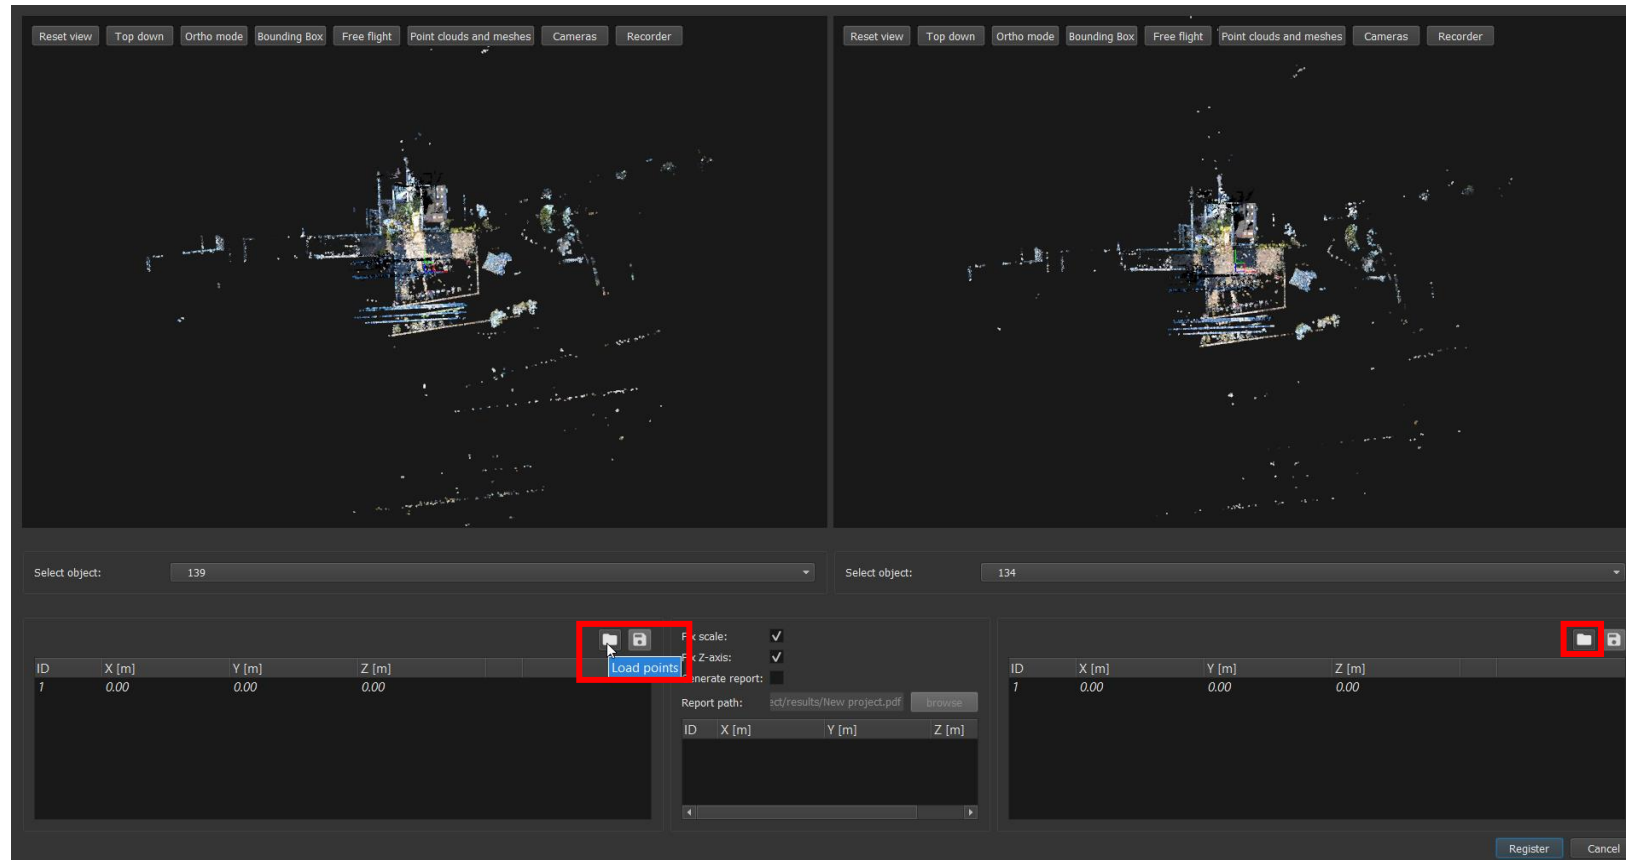 Reset view Top down Ortho mode Bounding Box Free flight Point clouds and meshes Cameras Recorder
Reset view Top down Ortho mode Bounding Box Free flight Point clouds and meshes Cameras Recorder
Select object: 139
Select object: 134
Load points
ID X [m] Y [m] Z [m]
1 0.00 0.00 0.00
scale:
Z-axis:
Generate report:
Report path: ect/results/New project.pdf browse
ID X [m] Y [m] Z [m]
ID X [m] Y [m] Z [m]
1 0.00 0.00 0.00
Register Cancel